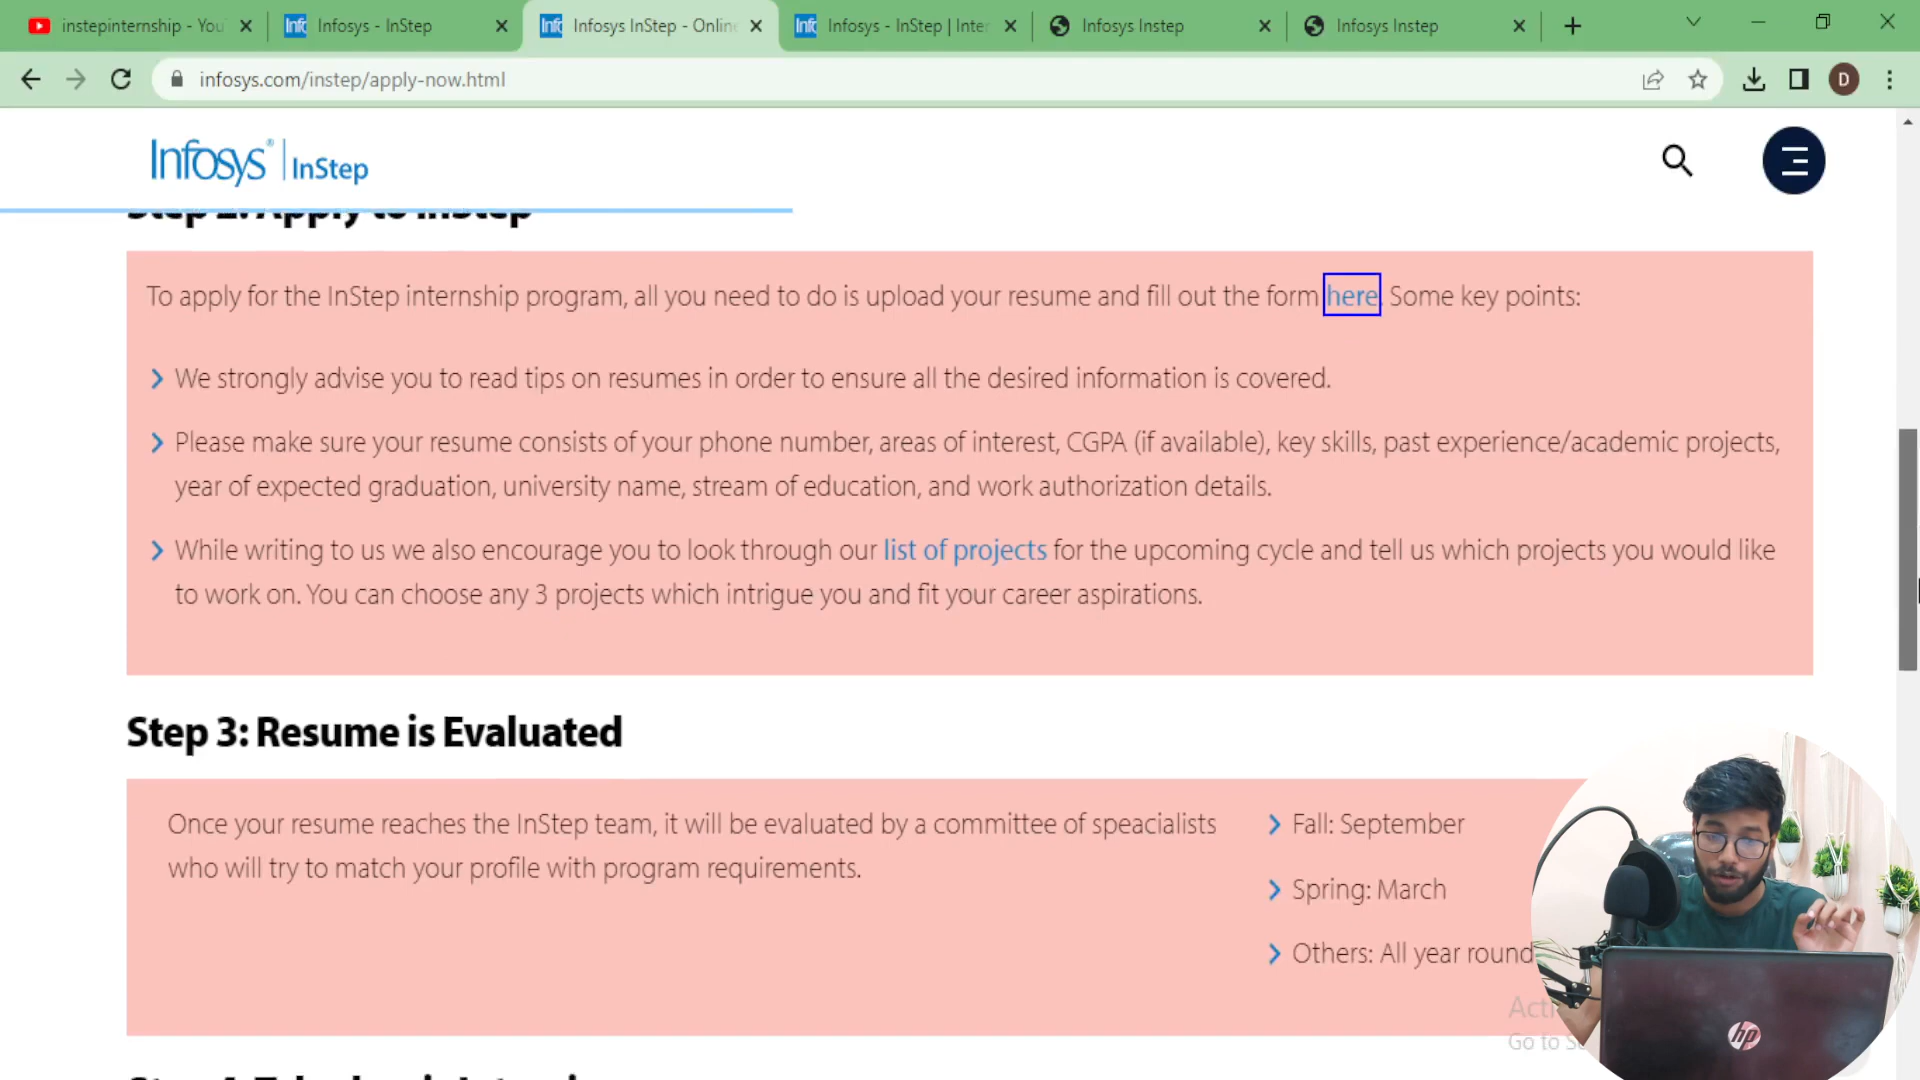 instepinternship - You
Infosys - InStep
Infosys InStep - Online
Infosys - InStep | Inter
Infosys Instep
Infosys Instep
infosys.com/instep/apply-now.html
D
Infosys® | InStep
Step 2: Apply to InStep
To apply for the InStep internship program, all you need to do is upload your resume and fill out the form here. Some key points:
We strongly advise you to read tips on resumes in order to ensure all the desired information is covered.
Please make sure your resume consists of your phone number, areas of interest, CGPA (if available), key skills, past experience/academic projects,
year of expected graduation, university name, stream of education, and work authorization details.
While writing to us we also encourage you to look through our list of projects for the upcoming cycle and tell us which projects you would like
to work on. You can choose any 3 projects which intrigue you and fit your career aspirations.
Step 3: Resume is Evaluated
Once your resume reaches the InStep team, it will be evaluated by a committee of speacialists
who will try to match your profile with program requirements.
Fall: September
Spring: March
Others: All year round
Go to
hp